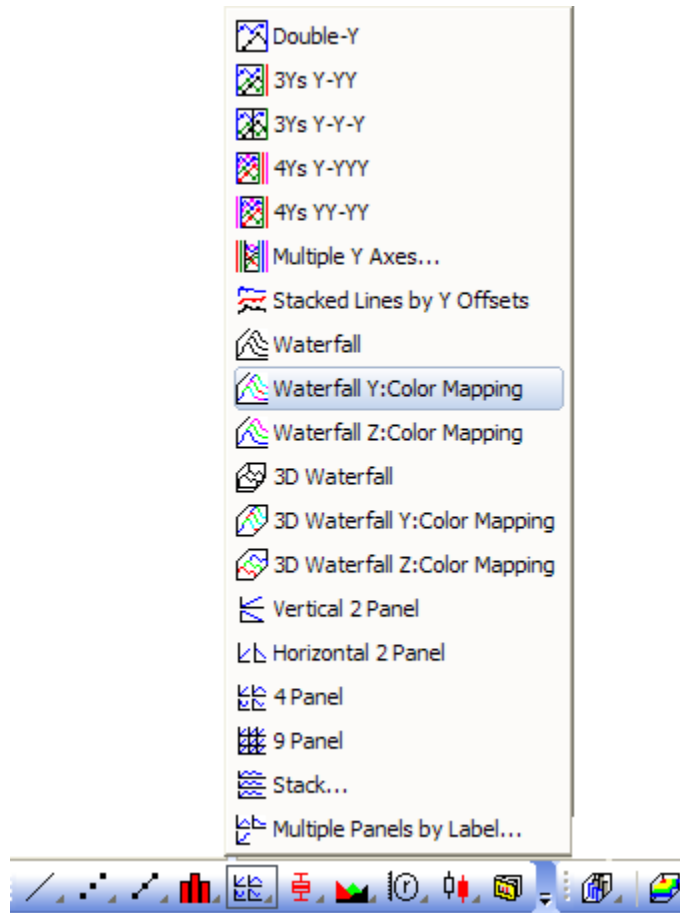 Double-Y
3Ys Y-YY
3Ys Y-Y-Y
4Ys Y-YYY
4Ys YY-YY
Multiple Y Axes...
Stacked Lines by Y Offsets
Waterfall
Waterfall Y:Color Mapping
Waterfall Z:Color Mapping
3D Waterfall
3D Waterfall Y:Color Mapping
3D Waterfall Z:Color Mapping
Vertical 2 Panel
Horizontal 2 Panel
4 Panel
9 Panel
Stack...
Multiple Panels by Label...